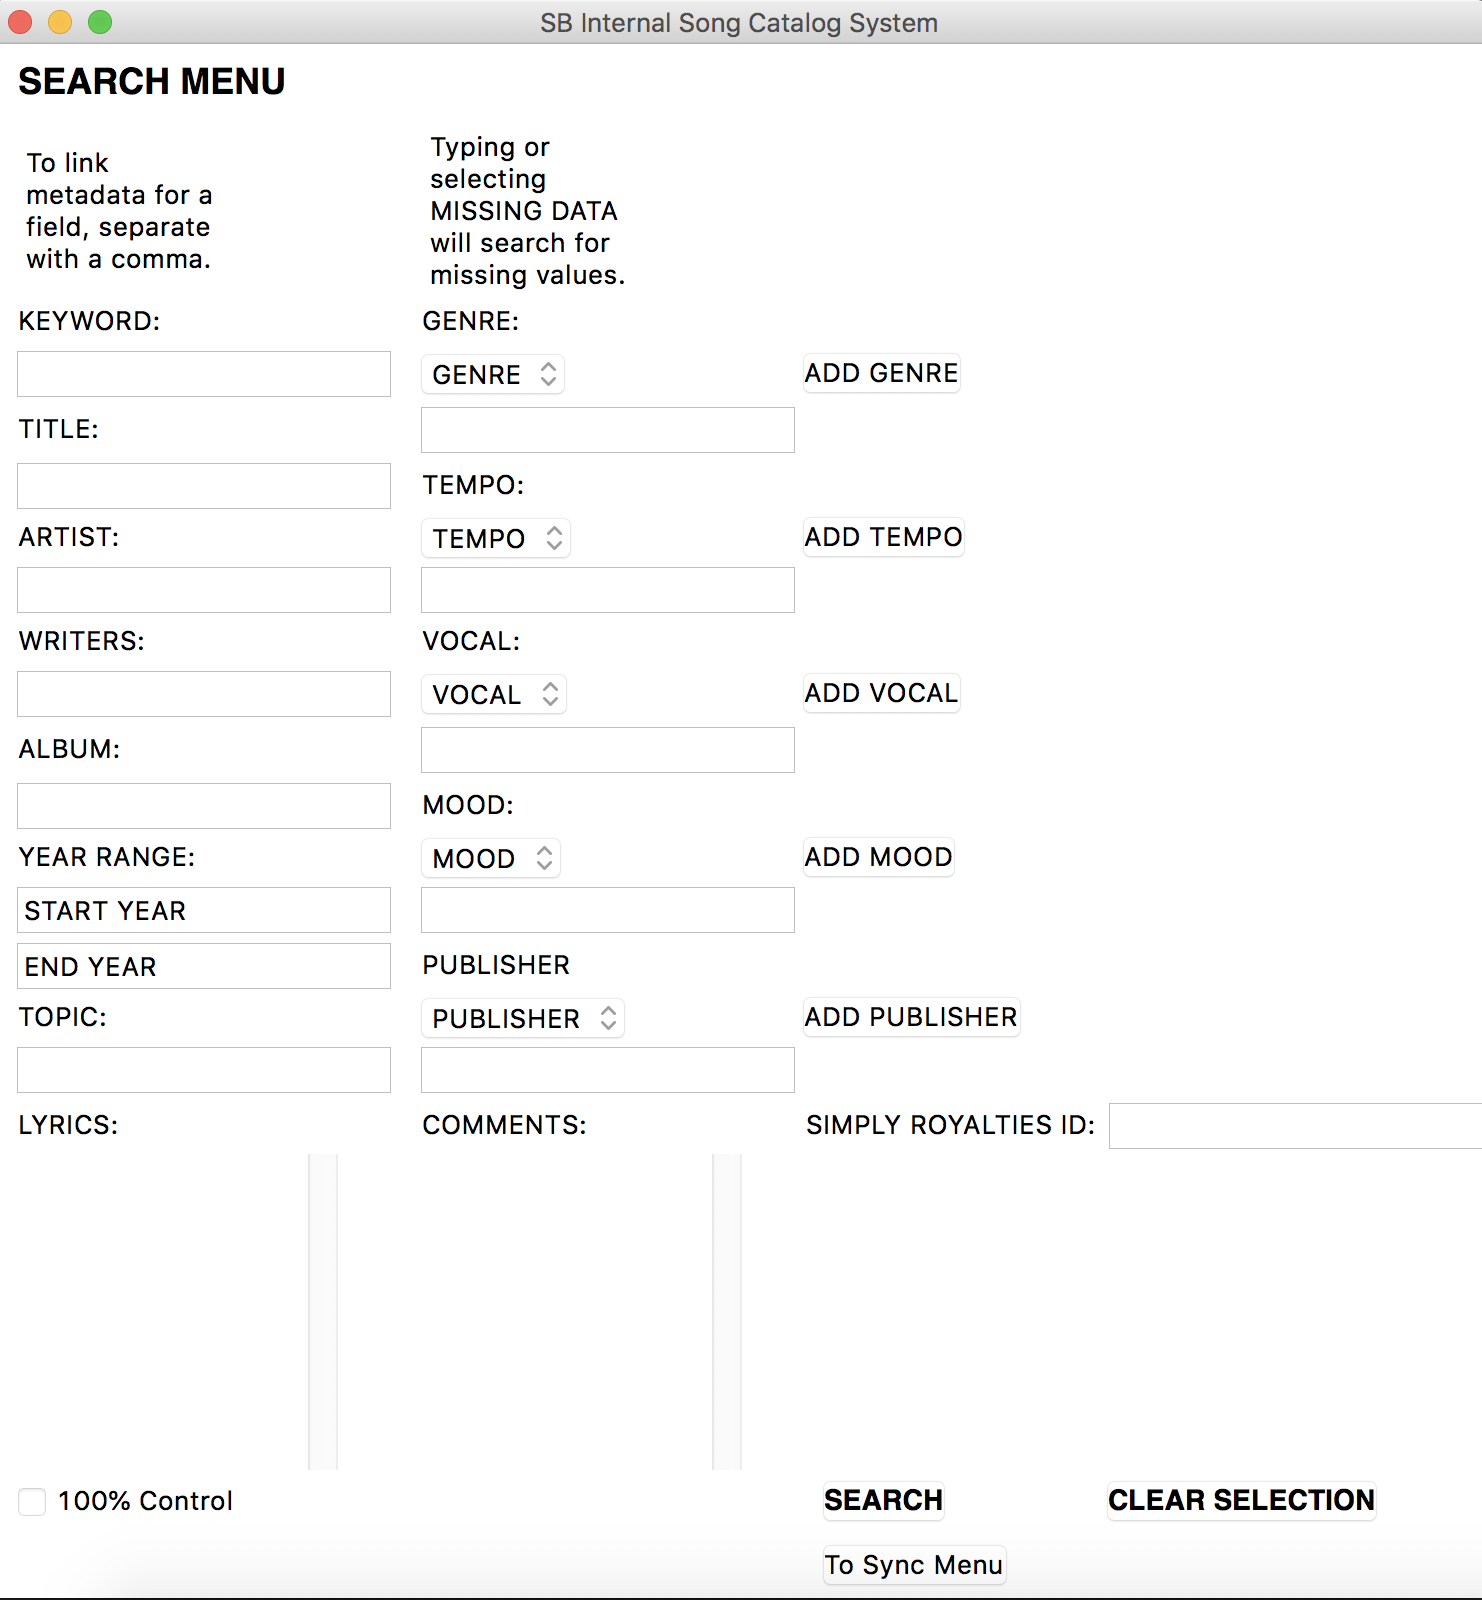 SB Internal Song Catalog System
SEARCH MENU
To link
metadata for a
field, separate
with a comma.
Typing or
selecting
MISSING DATA
will search for
missing values.
KEYWORD:
GENRE:
GENRE
ADD GENRE
TITLE:
TEMPO:
ARTIST:
TEMPO
ADD TEMPO
WRITERS:
VOCAL:
VOCAL
ADD VOCAL
ALBUM:
MOOD:
YEAR RANGE:
MOOD
ADD MOOD
START YEAR
END YEAR
PUBLISHER
TOPIC:
PUBLISHER
ADD PUBLISHER
LYRICS:
COMMENTS:
SIMPLY ROYALTIES ID:
100% Control
SEARCH
CLEAR SELECTION
To Sync Menu